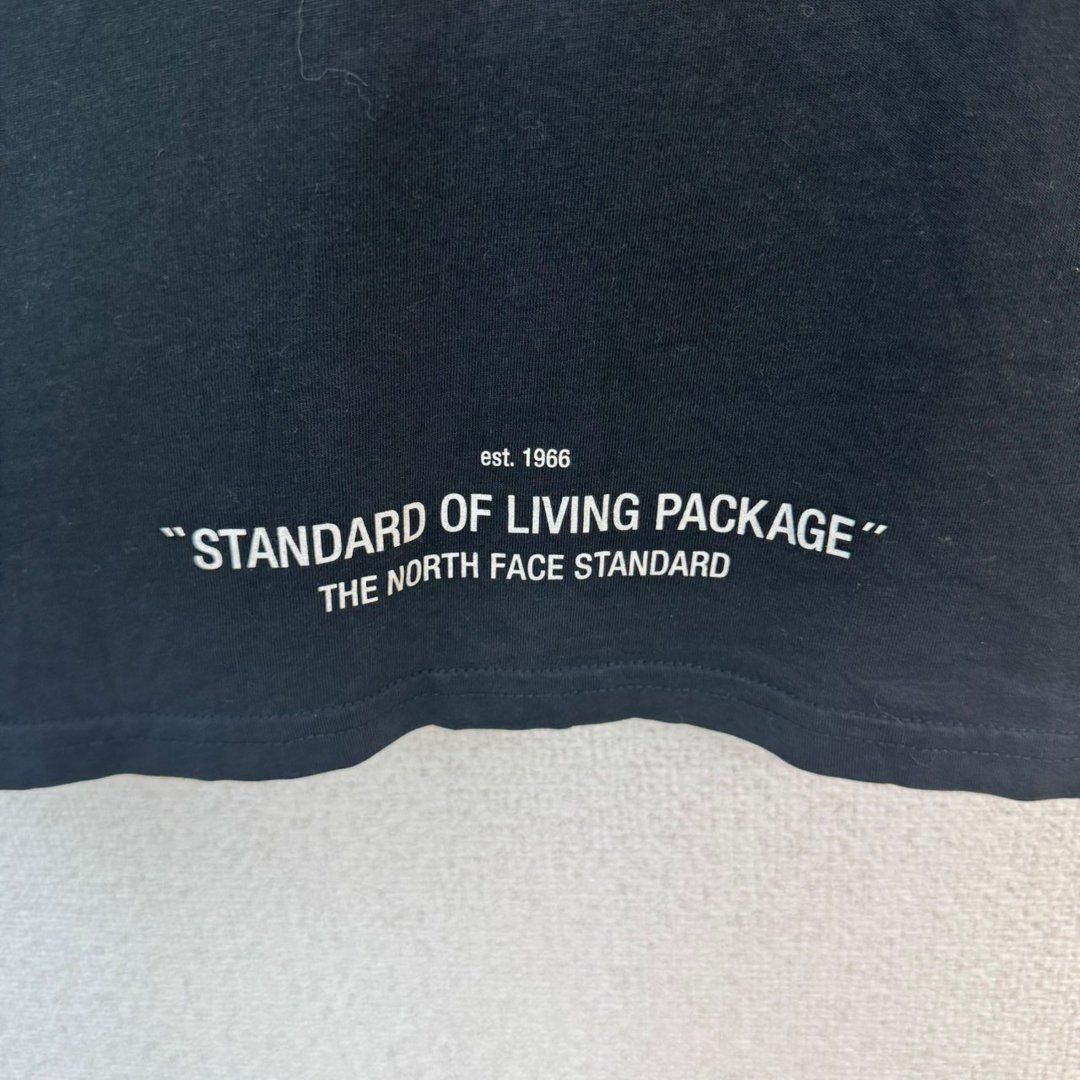 est. 1966
"STANDARD OF LIVING PACKAGE"
THE NORTH FACE STANDARD